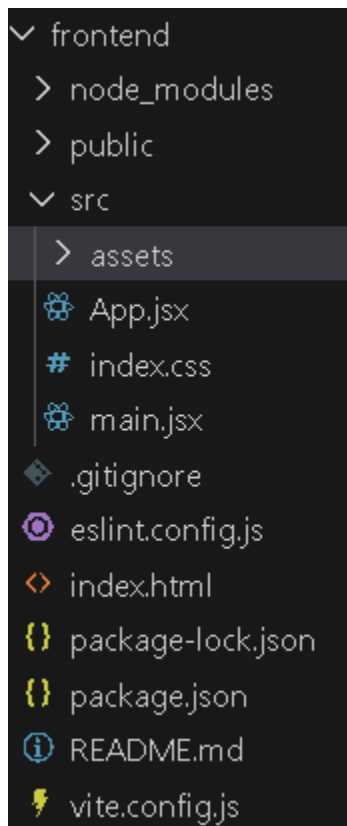 frontend
node_modules
public
src
assets
App.jsx
index.css
main.jsx
.gitignore
eslint.config.js
index.html
package-lock.json
package.json
README.md
vite.config.js